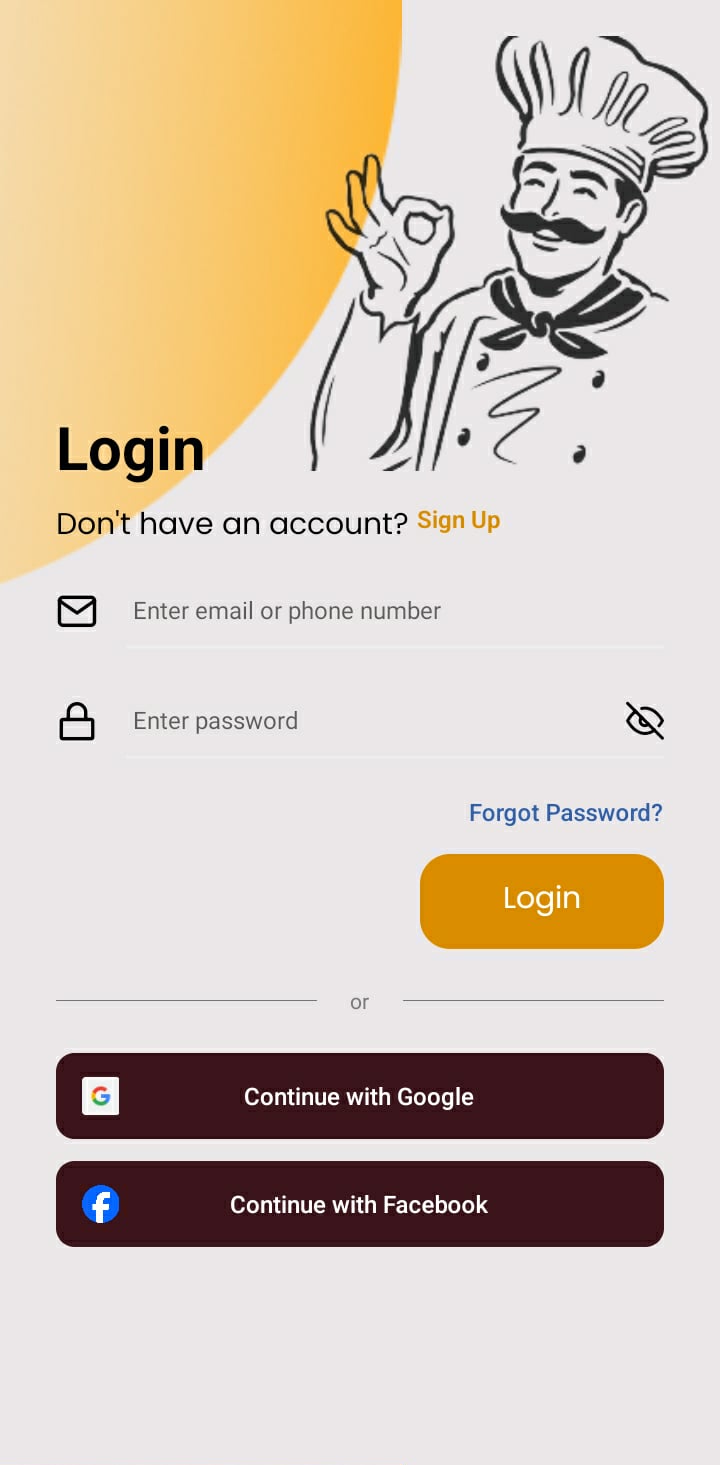 Login
Don't have an account? Sign Up
Enter email or phone number
Enter password
Forgot Password?
Login
or
Continue with Google
Continue with Facebook